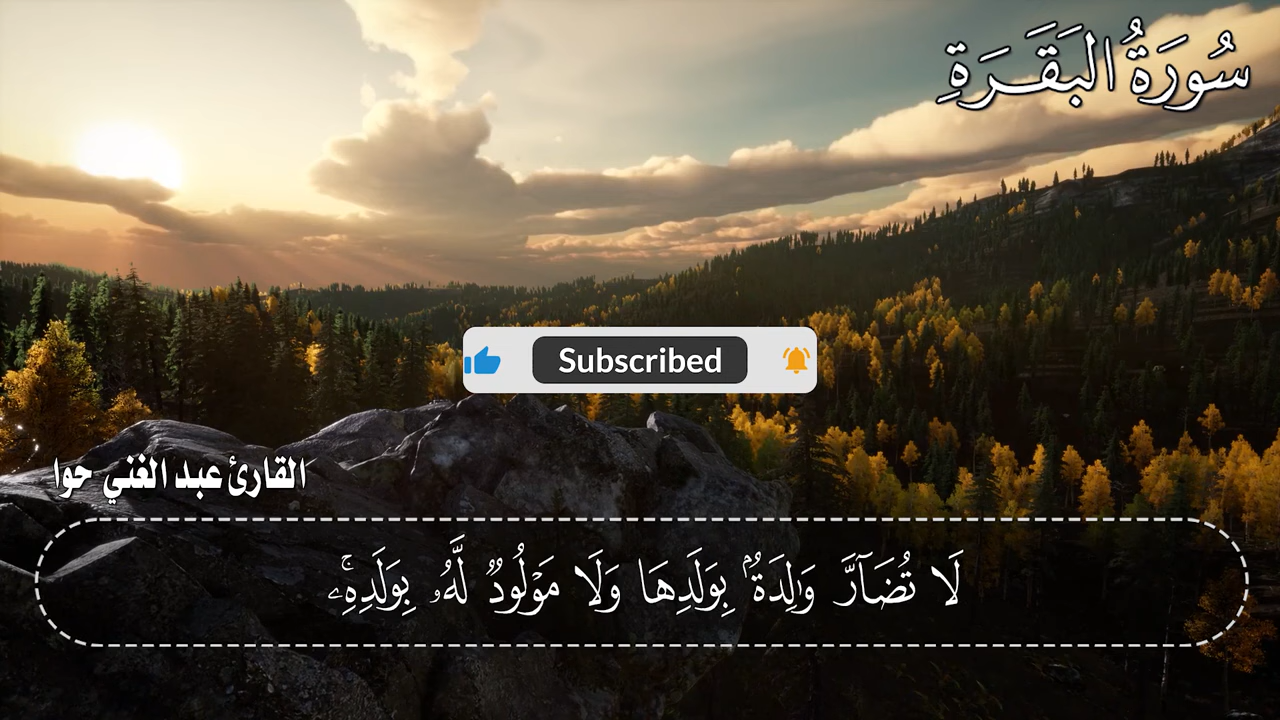 سُورَةُ البَقَرَةِ
Subscribed
القارئ عبد الغني حوا
لَا تُضَآرَّ وَٰلِدَةُۢ بِوَلَدِهَا وَلَا مَوْلُودٌ لَّهُۥ بِوَلَدِهِۦۚ